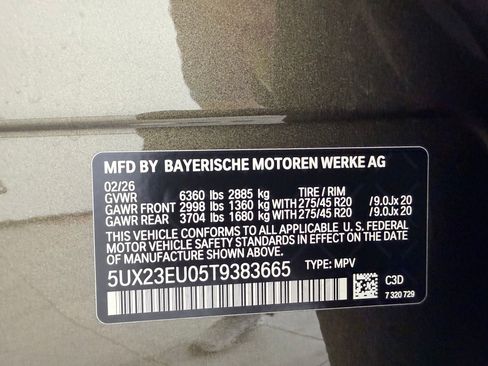 MFD BY BAYERISCHE MOTOREN WERKE AG
02/26
GVWR 6360 lbs 2885 kg TIRE / RIM
GAWR FRONT 2998 lbs 1360 kg WITH 275/45 R20 /9.0Jx 20
GAWR REAR 3704 lbs 1680 kg WITH 275/45 R20 /9.0Jx 20
THIS VEHICLE CONFORMS TO ALL APPLICABLE U.S. FEDERAL
MOTOR VEHICLE SAFETY STANDARDS IN EFFECT ON THE DATE
OF MANUFACTURE SHOWN ABOVE.
5UX23EU05T9383665 TYPE: MPV C3D
7 320 729